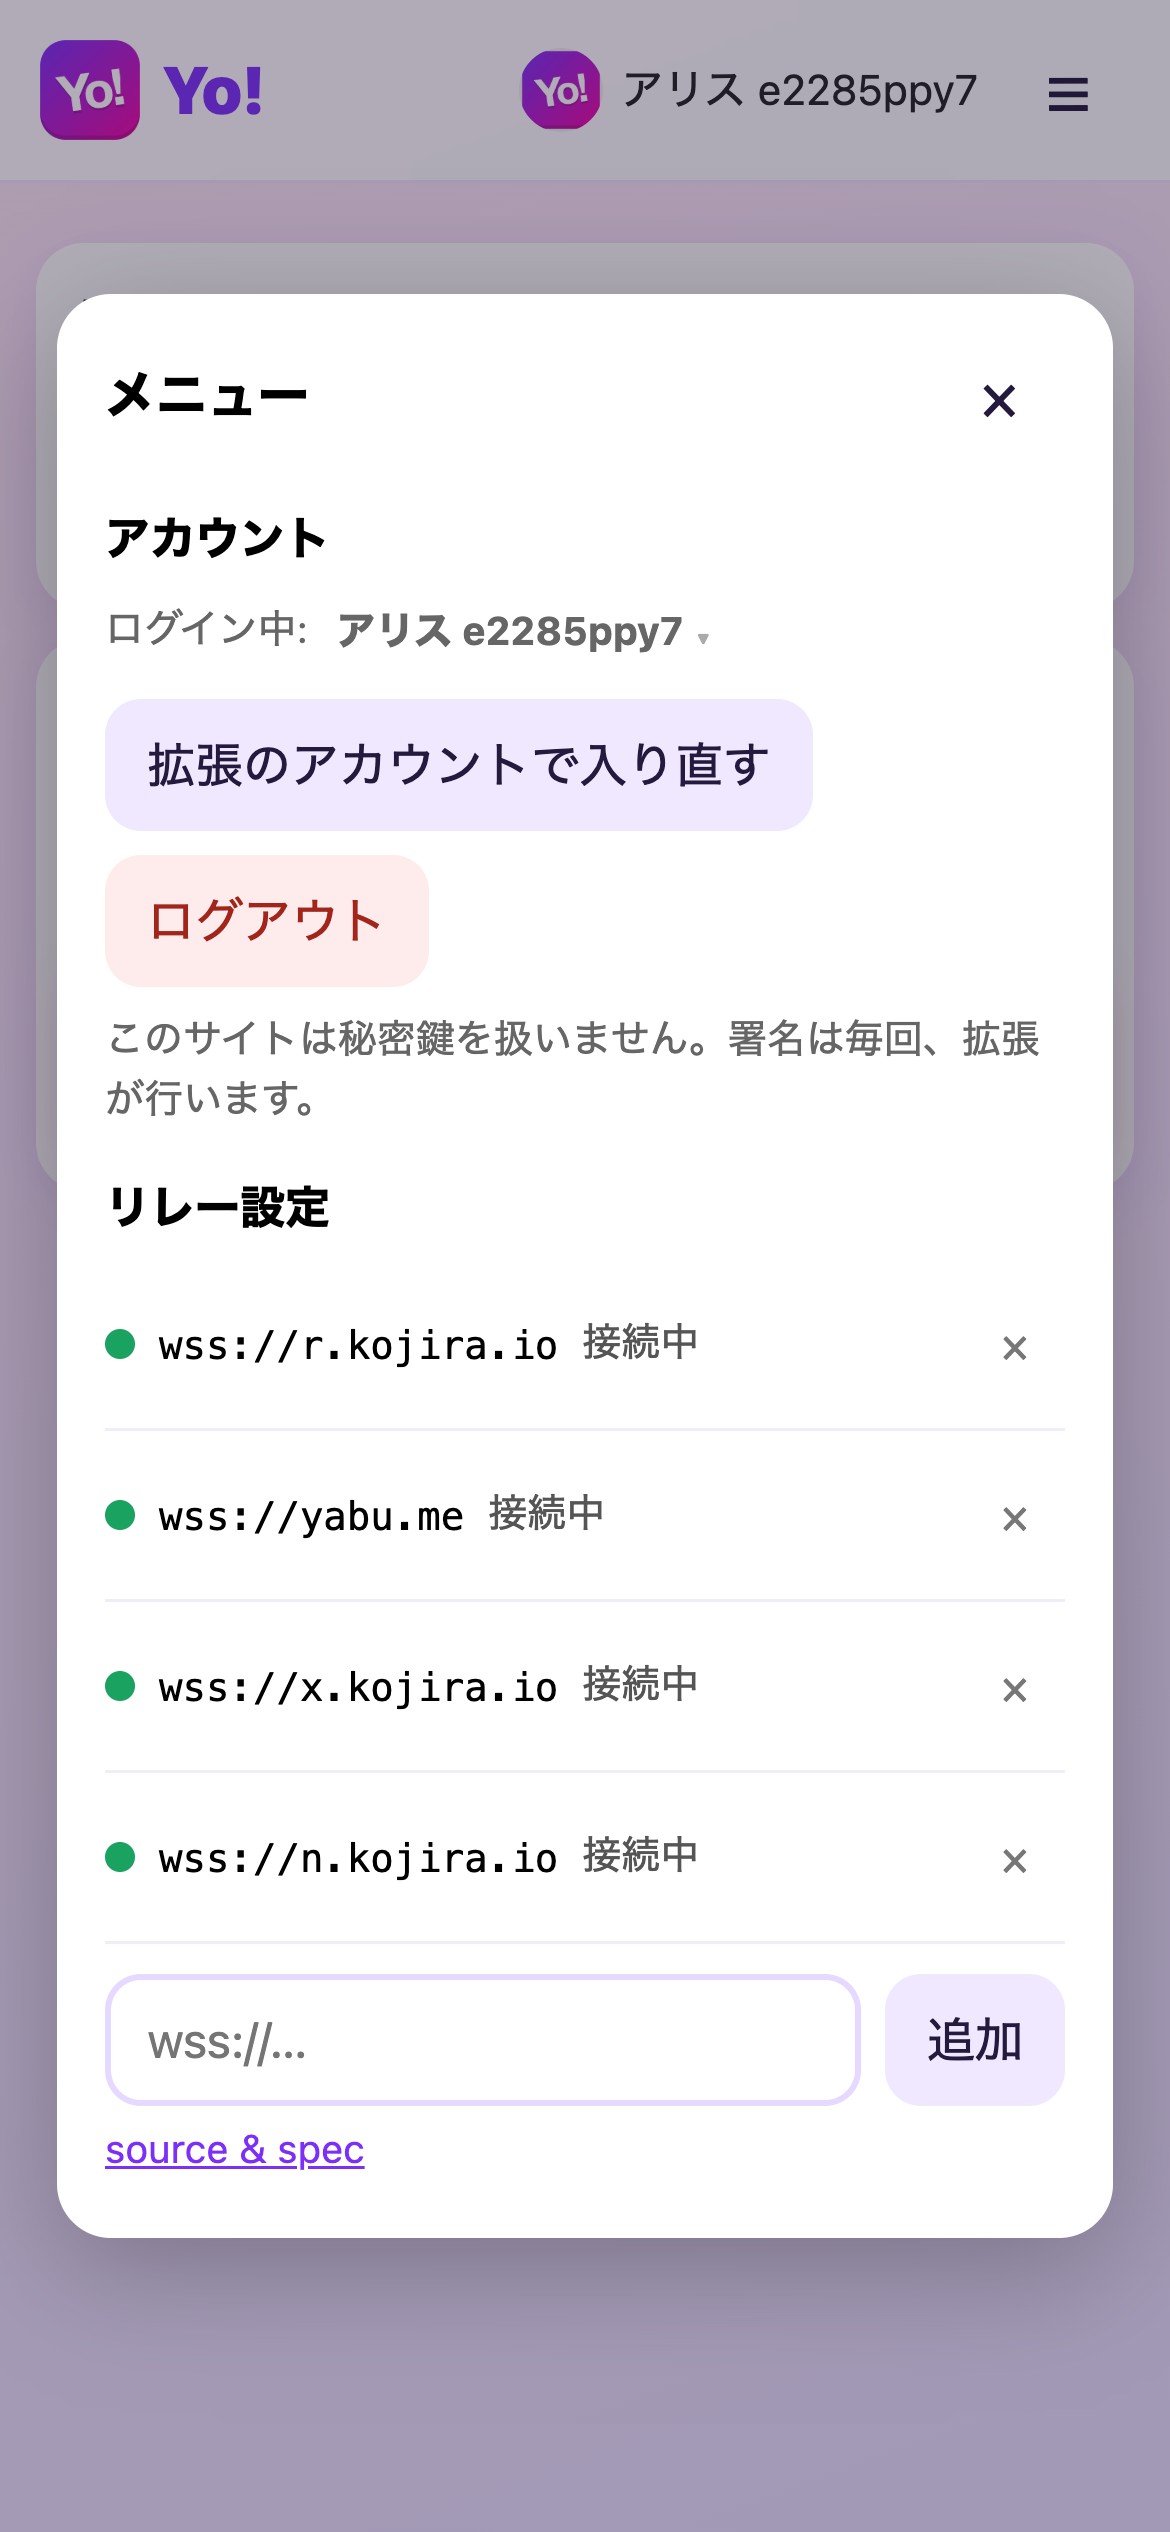 Yo! Yo! Yo! アリス e2285ppy7 ≡
メニュー ×
アカウント
ログイン中: アリス e2285ppy7 ▾
拡張のアカウントで入り直す
ログアウト
このサイトは秘密鍵を扱いません。署名は毎回、拡張
が行います。
リレー設定
wss://r.kojira.io 接続中 ×
wss://yabu.me 接続中 ×
wss://x.kojira.io 接続中 ×
wss://n.kojira.io 接続中 ×
wss://... 追加
source & spec